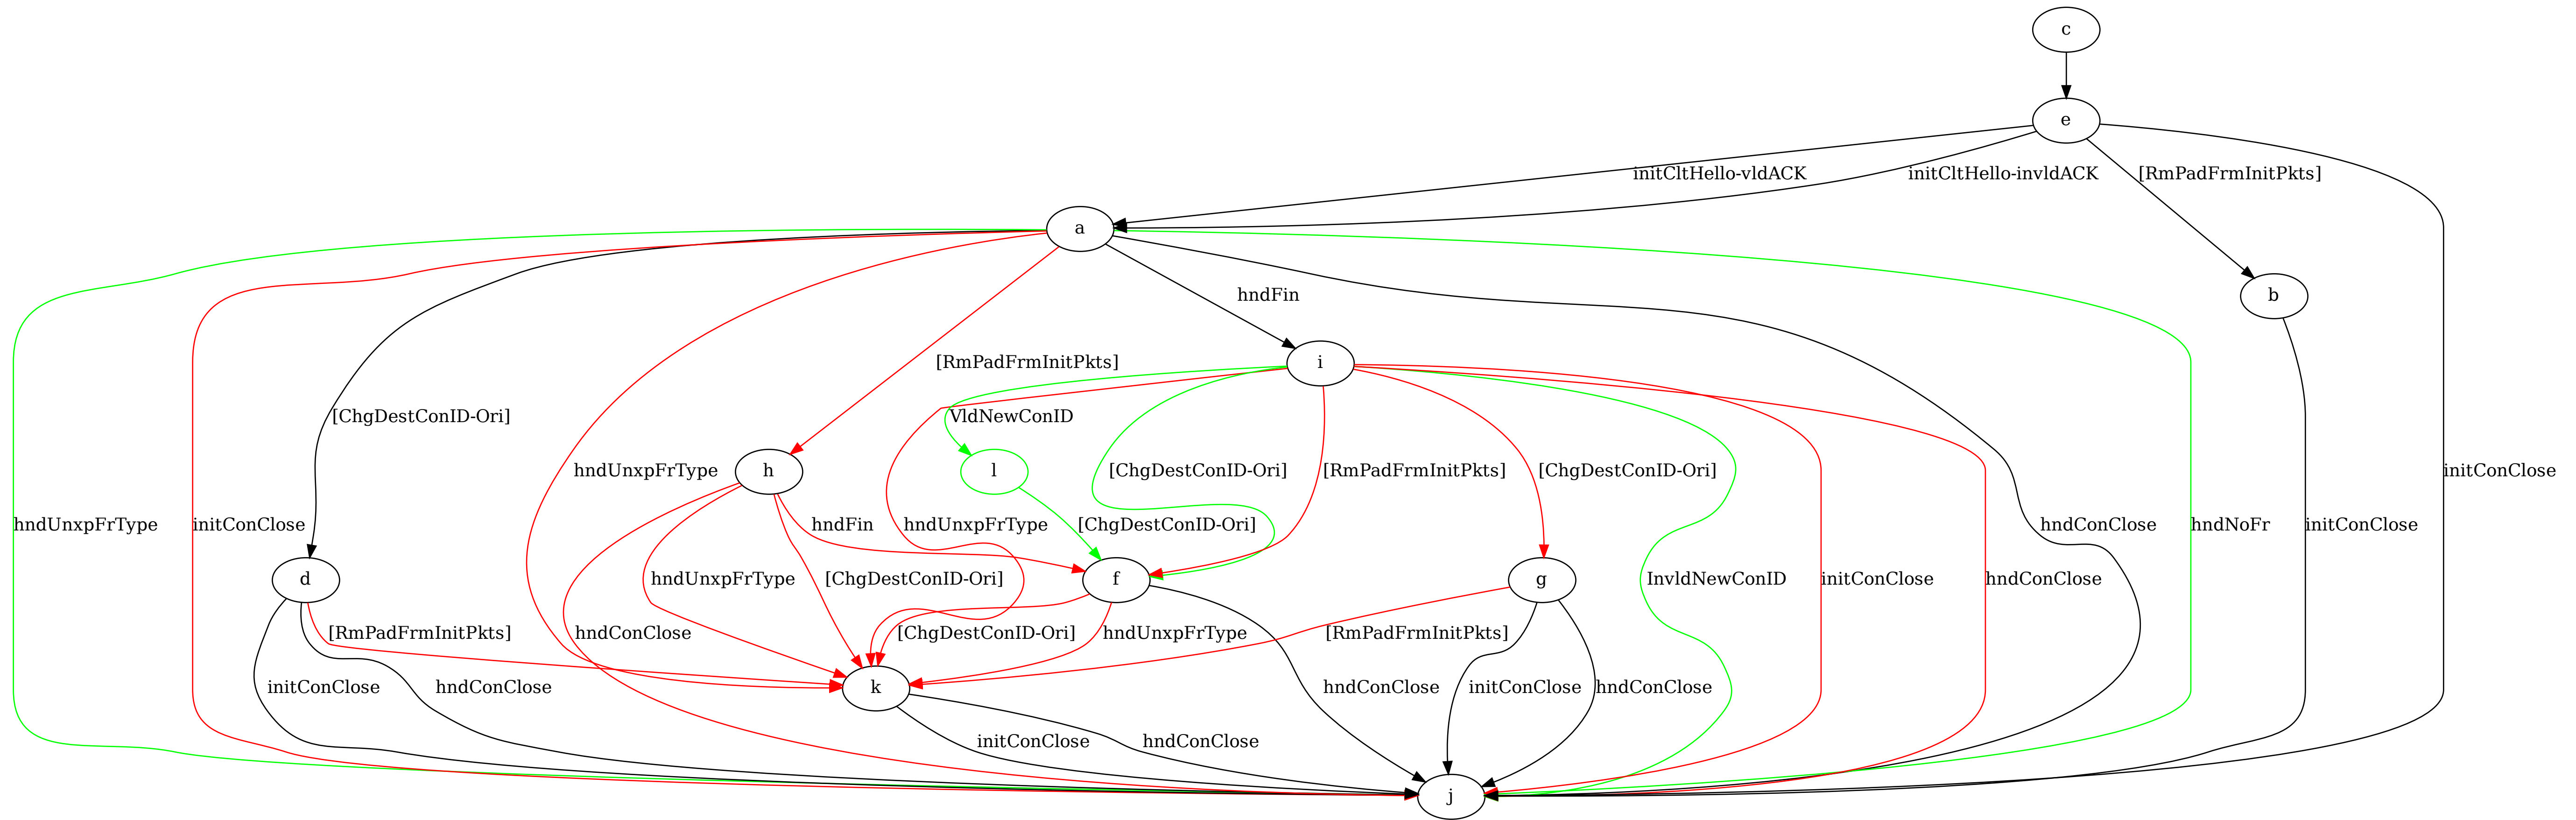 c
e
initCltHello-vldACK
initCltHello-invldACK
[RmPadFrmInitPkts]
a
b
hndFin
i
[RmPadFrmInitPkts]
[ChgDestConID-Ori]
VldNewConID
hndUnxpFrType
h
l
[ChgDestConID-Ori]
[RmPadFrmInitPkts]
[ChgDestConID-Ori]
initConClose
hndUnxpFrType
initConClose
hndFin
hndUnxpFrType
[ChgDestConID-Ori]
hndConClose
hndNoFr
initConClose
d
hndUnxpFrType
[ChgDestConID-Ori]
f
g
InvldNewConID
initConClose
hndConClose
[RmPadFrmInitPkts]
hndConClose
[ChgDestConID-Ori]
hndUnxpFrType
[RmPadFrmInitPkts]
initConClose
hndConClose
k
hndConClose
initConClose
hndConClose
initConClose
hndConClose
j